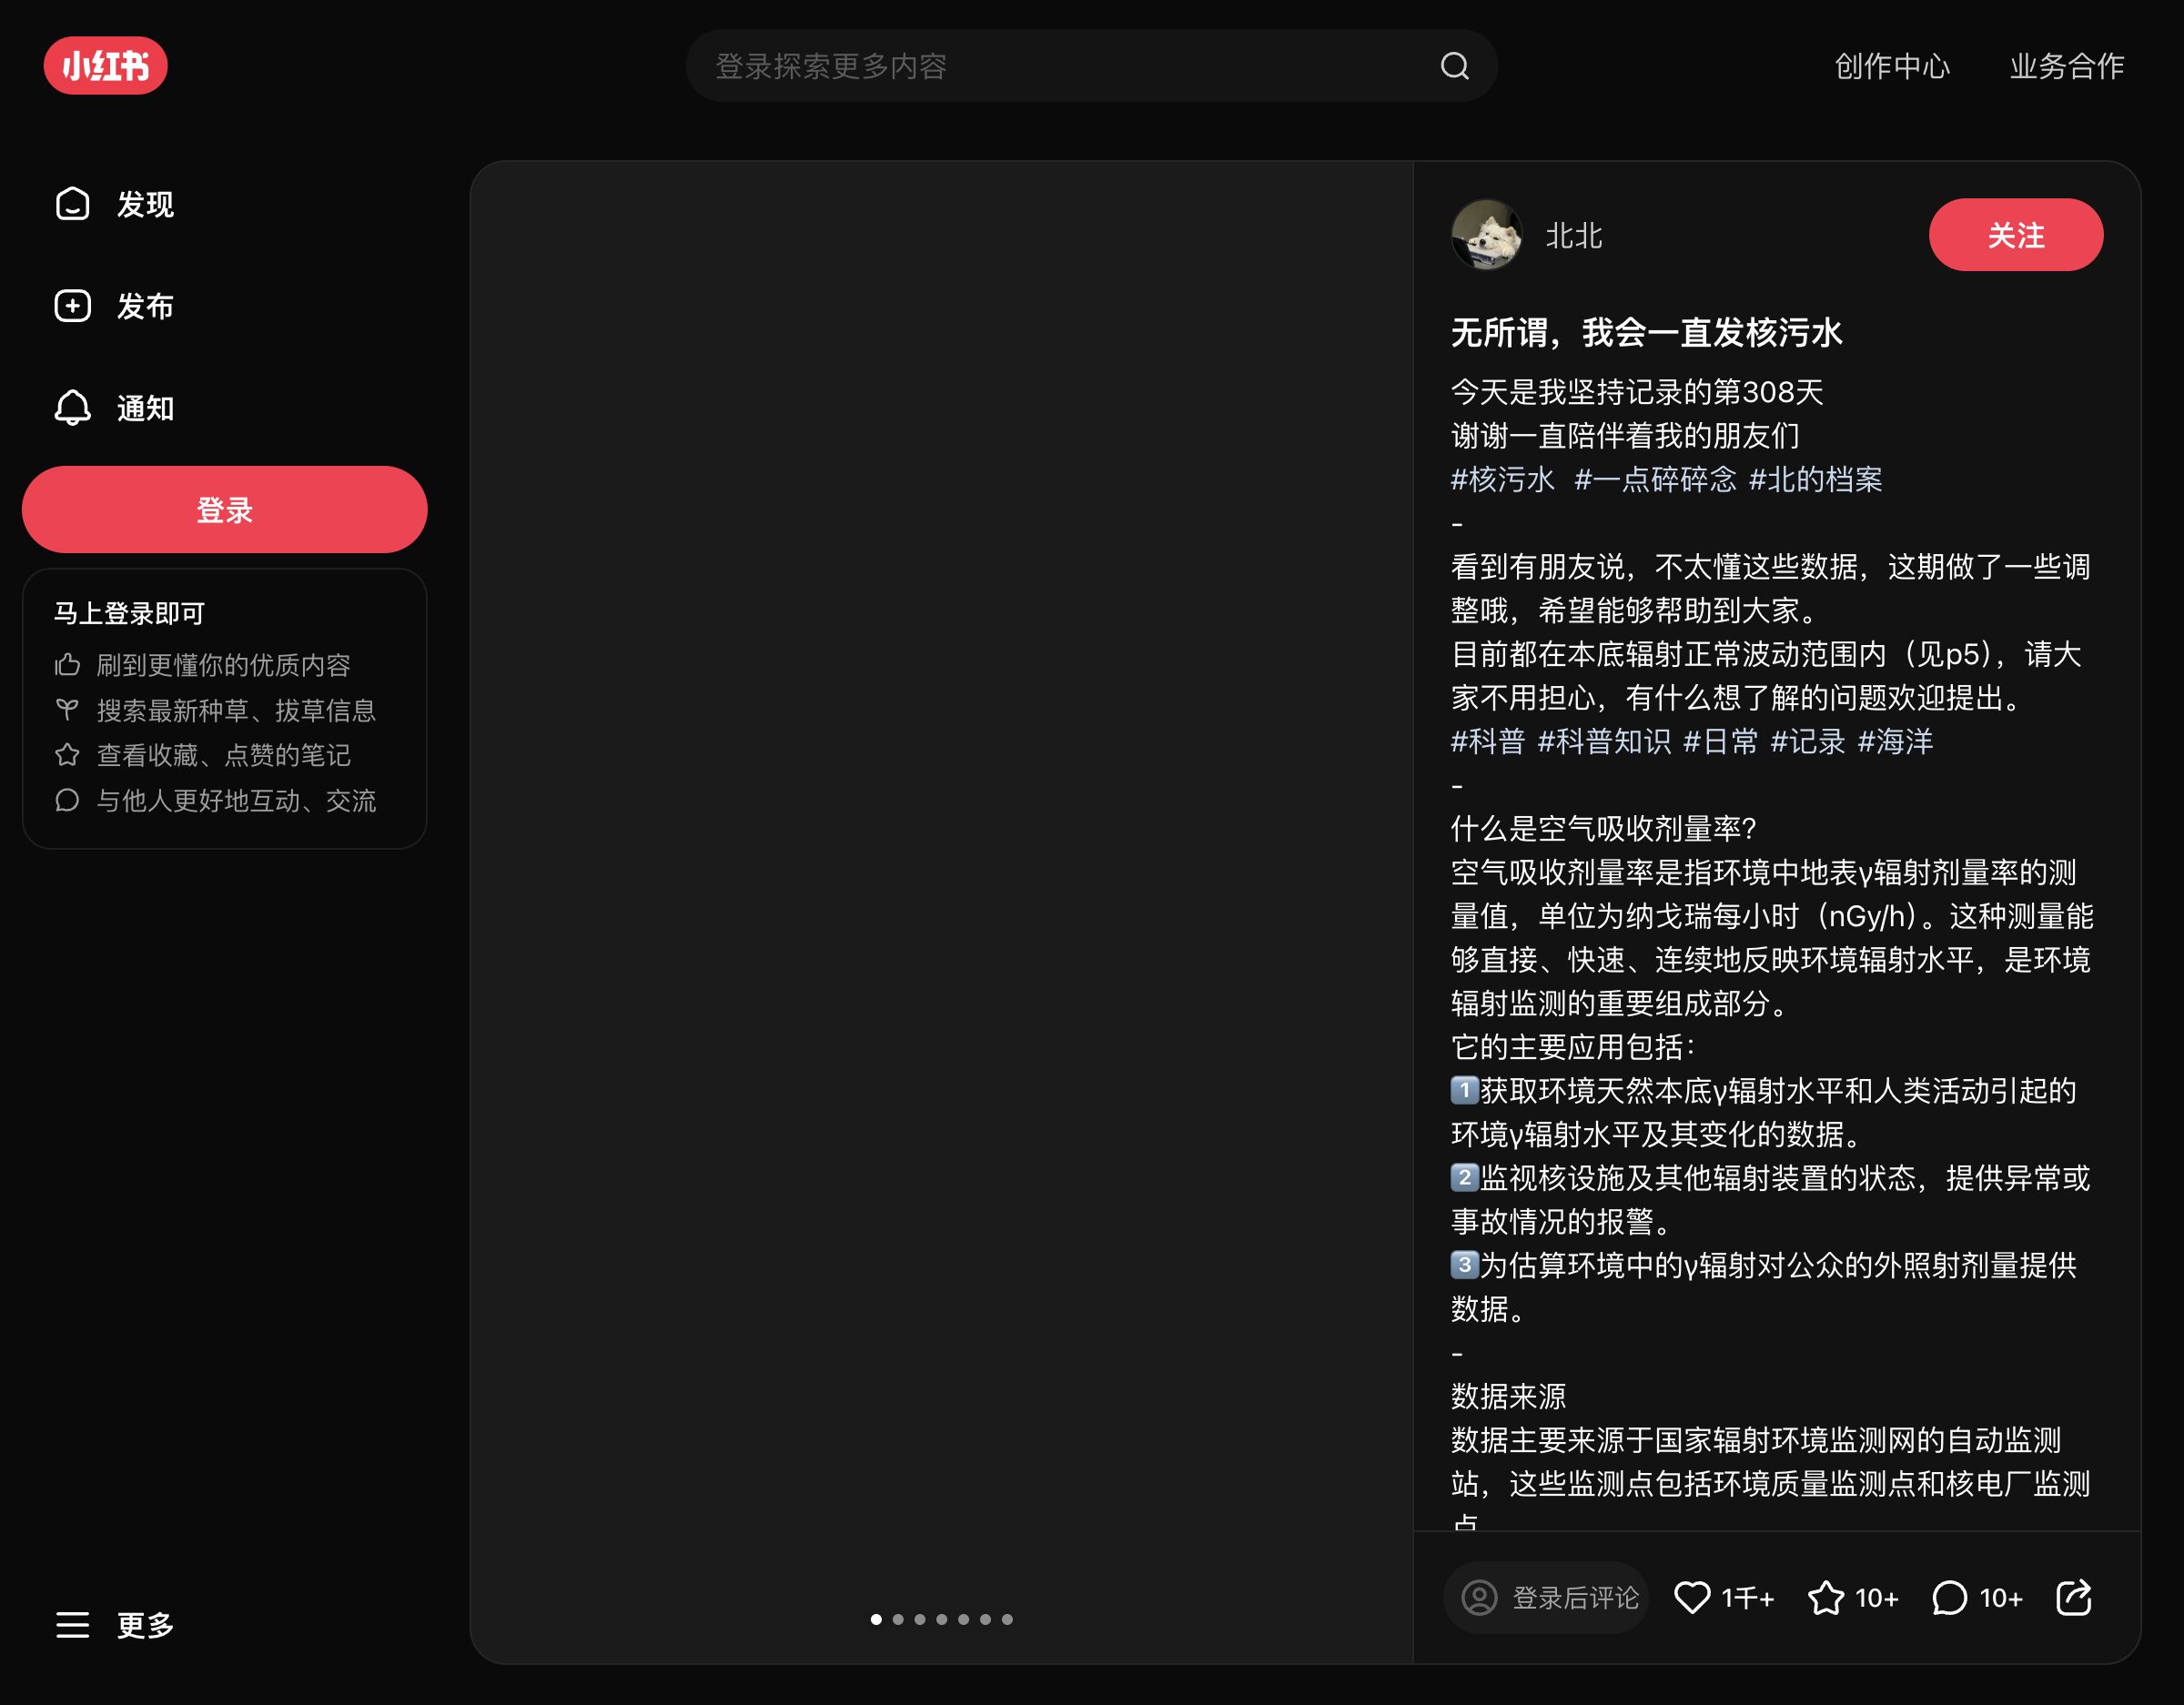 小红书
登录探索更多内容
创作中心
业务合作
发现
发布
通知
登录
马上登录即可
刷到更懂你的优质内容
搜索最新种草、拔草信息
查看收藏、点赞的笔记
与他人更好地互动、交流
更多
北北
关注
无所谓，我会一直发核污水
今天是我坚持记录的第308天
谢谢一直陪伴着我的朋友们
#核污水 #一点碎碎念 #北的档案
-
看到有朋友说，不太懂这些数据，这期做了一些调
整哦，希望能够帮助到大家。
目前都在本底辐射正常波动范围内（见p5），请大
家不用担心，有什么想了解的问题欢迎提出。
#科普 #科普知识 #日常 #记录 #海洋
-
什么是空气吸收剂量率？
空气吸收剂量率是指环境中地表γ辐射剂量率的测
量值，单位为纳戈瑞每小时（nGy/h）。这种测量能
够直接、快速、连续地反映环境辐射水平，是环境
辐射监测的重要组成部分。
它的主要应用包括：
1️⃣获取环境天然本底γ辐射水平和人类活动引起的
环境γ辐射水平及其变化的数据。
2️⃣监视核设施及其他辐射装置的状态，提供异常或
事故情况的报警。
3️⃣为估算环境中的γ辐射对公众的外照射剂量提供
数据。
-
数据来源
数据主要来源于国家辐射环境监测网的自动监测
站，这些监测点包括环境质量监测点和核电厂监测
点
登录后评论
1千+
10+
10+